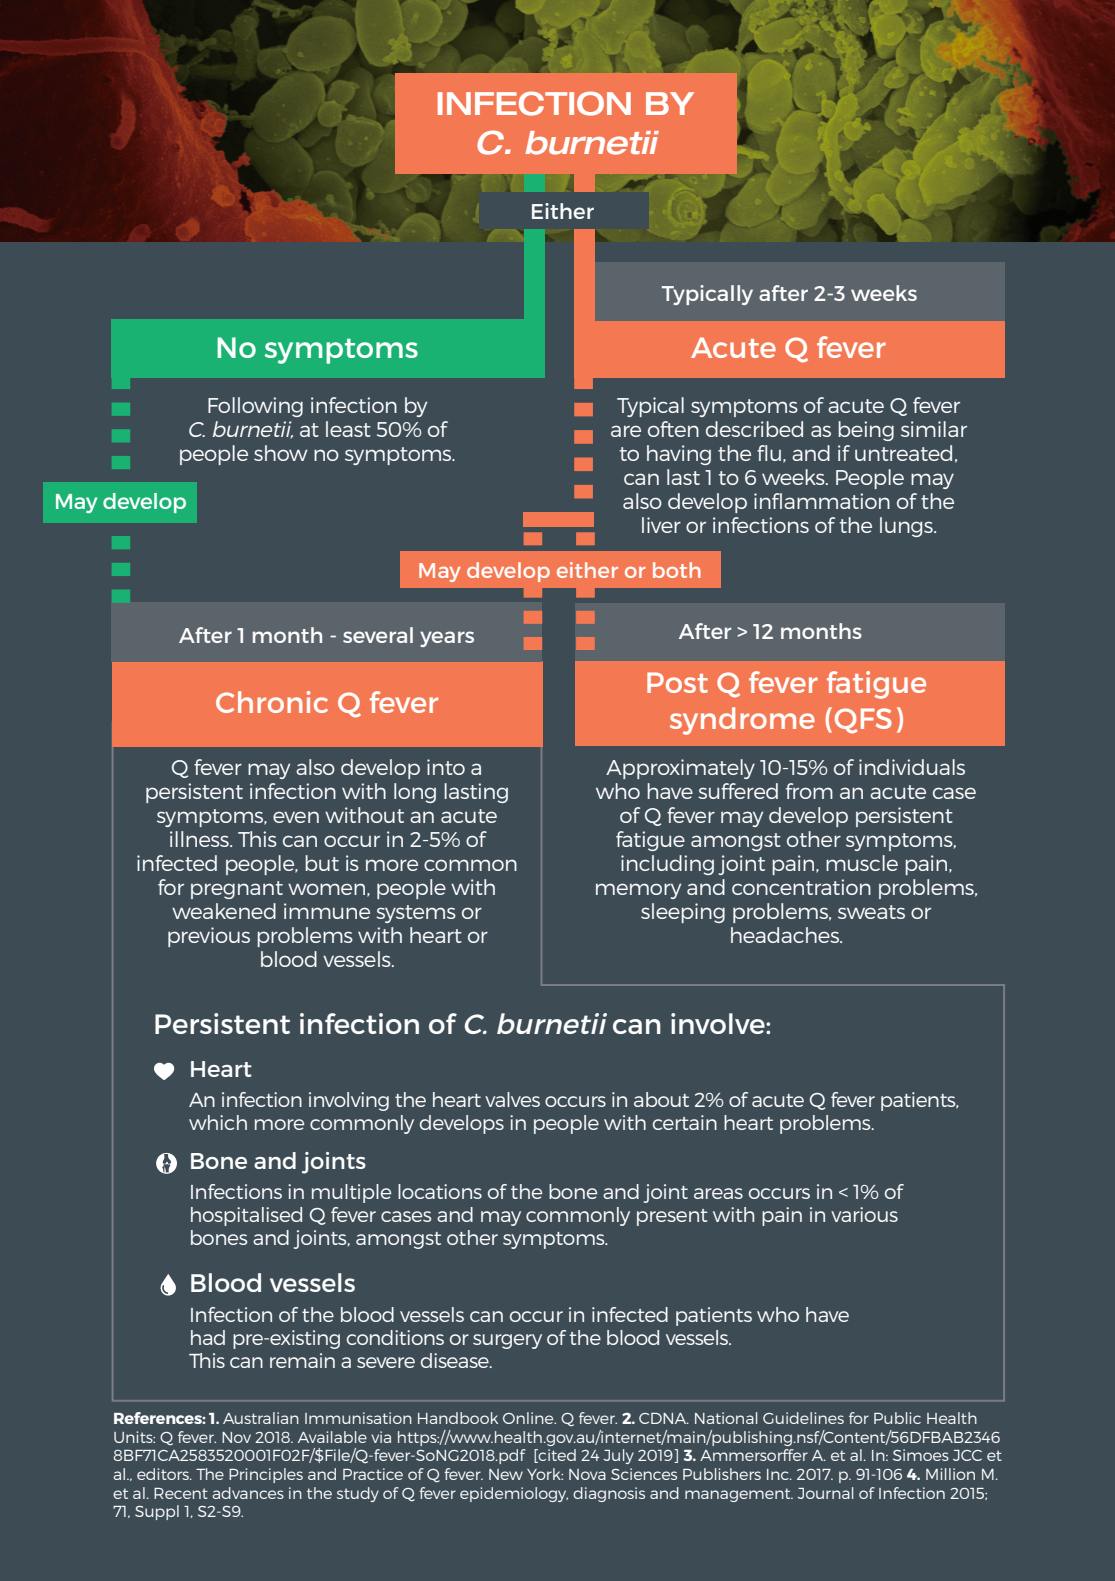 INFECTION BY
C. burnetii
Either
Typically after 2-3 weeks
No symptoms
Acute Q fever
Following infection by
C. burnetii, at least 50% of
people show no symptoms.
Typical symptoms of acute Q fever
are often described as being similar
to having the flu, and if untreated,
can last 1 to 6 weeks. People may
also develop inflammation of the
liver or infections of the lungs.
May develop
May develop either or both
After 1 month - several years
After > 12 months
Chronic Q fever
Post Q fever fatigue
syndrome (QFS)
Q fever may also develop into a
persistent infection with long lasting
symptoms, even without an acute
illness. This can occur in 2-5% of
infected people, but is more common
for pregnant women, people with
weakened immune systems or
previous problems with heart or
blood vessels.
Approximately 10-15% of individuals
who have suffered from an acute case
of Q fever may develop persistent
fatigue amongst other symptoms,
including joint pain, muscle pain,
memory and concentration problems,
sleeping problems, sweats or
headaches.
Persistent infection of C. burnetii can involve:
Heart
An infection involving the heart valves occurs in about 2% of acute Q fever patients,
which more commonly develops in people with certain heart problems.
Bone and joints
Infections in multiple locations of the bone and joint areas occurs in < 1% of
hospitalised Q fever cases and may commonly present with pain in various
bones and joints, amongst other symptoms.
Blood vessels
Infection of the blood vessels can occur in infected patients who have
had pre-existing conditions or surgery of the blood vessels.
This can remain a severe disease.
References: 1. Australian Immunisation Handbook Online. Q fever. 2. CDNA. National Guidelines for Public Health
Units: Q fever. Nov 2018. Available via https://www.health.gov.au/internet/main/publishing.nsf/Content/56DFBAB2346
8BF71CA2583520001F02F/$File/Q-fever-SoNG2018.pdf [cited 24 July 2019] 3. Ammersorffer A. et al. In: Simoes JCC et
al., editors. The Principles and Practice of Q fever. New York: Nova Sciences Publishers Inc. 2017. p. 91-106 4. Million M.
et al. Recent advances in the study of Q fever epidemiology, diagnosis and management. Journal of Infection 2015;
71, Suppl 1, S2-S9.